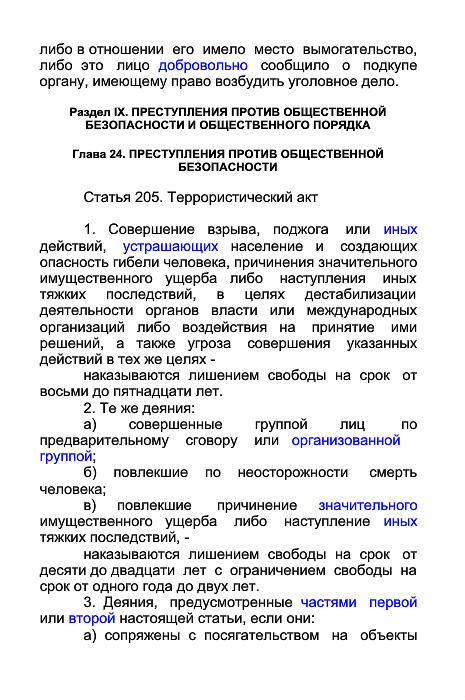 либо в отношении его имело место вымогательство,
либо это лицо добровольно сообщило о подкупе
органу, имеющему право возбудить уголовное дело.
Раздел IX. ПРЕСТУПЛЕНИЯ ПРОТИВ ОБЩЕСТВЕННОЙ
БЕЗОПАСНОСТИ И ОБЩЕСТВЕННОГО ПОРЯДКА
Глава 24. ПРЕСТУПЛЕНИЯ ПРОТИВ ОБЩЕСТВЕННОЙ
БЕЗОПАСНОСТИ
Статья 205. Террористический акт
1. Совершение взрыва, поджога или иных
действий, устрашающих население и создающих
опасность гибели человека, причинения значительного
имущественного ущерба либо наступления иных
тяжких последствий, в целях дестабилизации
деятельности органов власти или международных
организаций либо воздействия на принятие ими
решений, а также угроза совершения указанных
действий в тех же целях -
наказываются лишением свободы на срок от
восьми до пятнадцати лет.
2. Те же деяния:
а) совершенные группой лиц по
предварительному сговору или организованной
группой;
б) повлекшие по неосторожности смерть
человека;
в) повлекшие причинение значительного
имущественного ущерба либо наступление иных
тяжких последствий, -
наказываются лишением свободы на срок от
десяти до двадцати лет с ограничением свободы на
срок от одного года до двух лет.
3. Деяния, предусмотренные частями первой
или второй настоящей статьи, если они:
а) сопряжены с посягательством на объекты